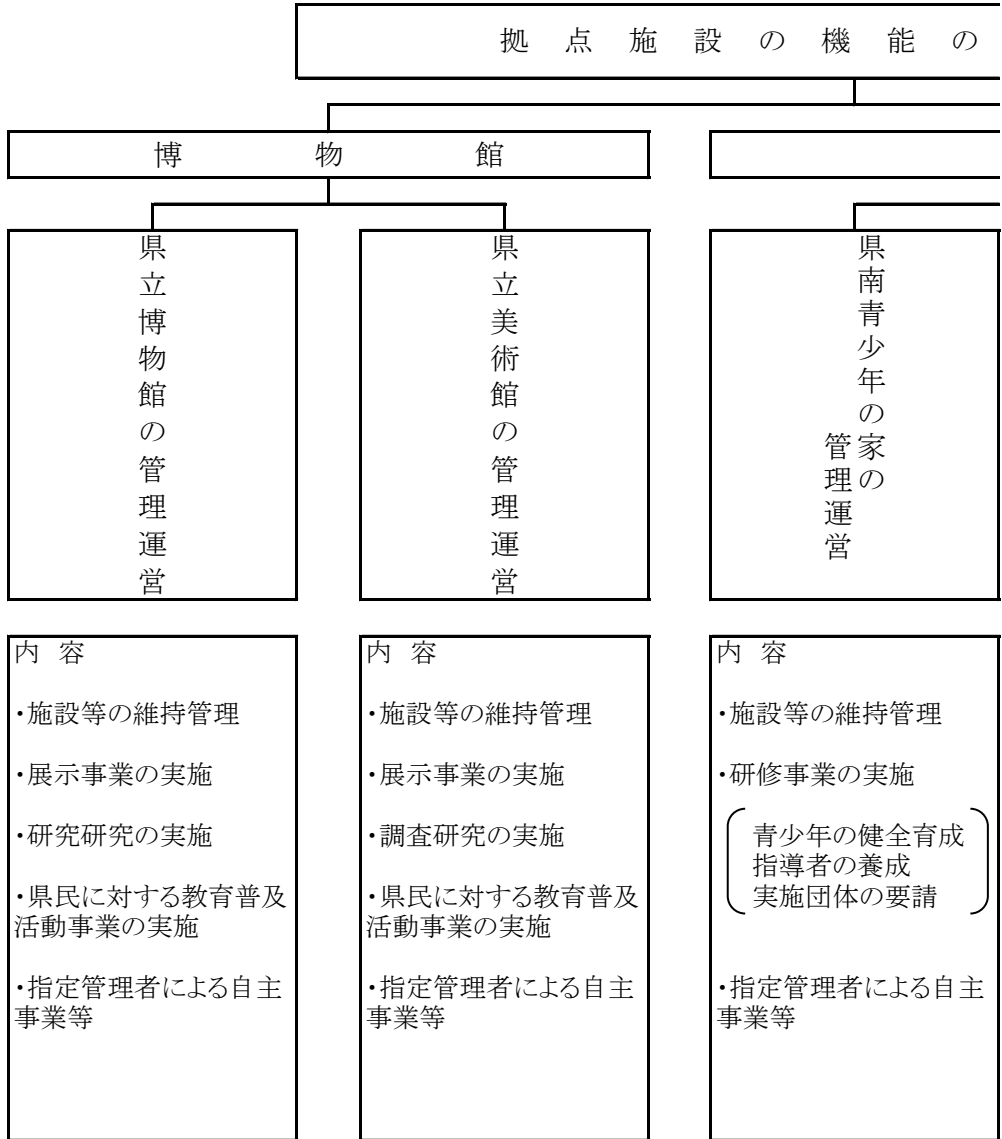 拠点施設の機能の
博物館
県立博物館の管理運営
県立美術館の管理運営
県南青少年の家の
管理運営
内容
・施設等の維持管理
・展示事業の実施
・研究研究の実施
・県民に対する教育普及
活動事業の実施
・指定管理者による自主
事業等
内容
・施設等の維持管理
・展示事業の実施
・調査研究の実施
・県民に対する教育普及
活動事業の実施
・指定管理者による自主
事業等
内容
・施設等の維持管理
・研修事業の実施
青少年の健全育成
指導者の養成
実施団体の要請
・指定管理者による自主
事業等